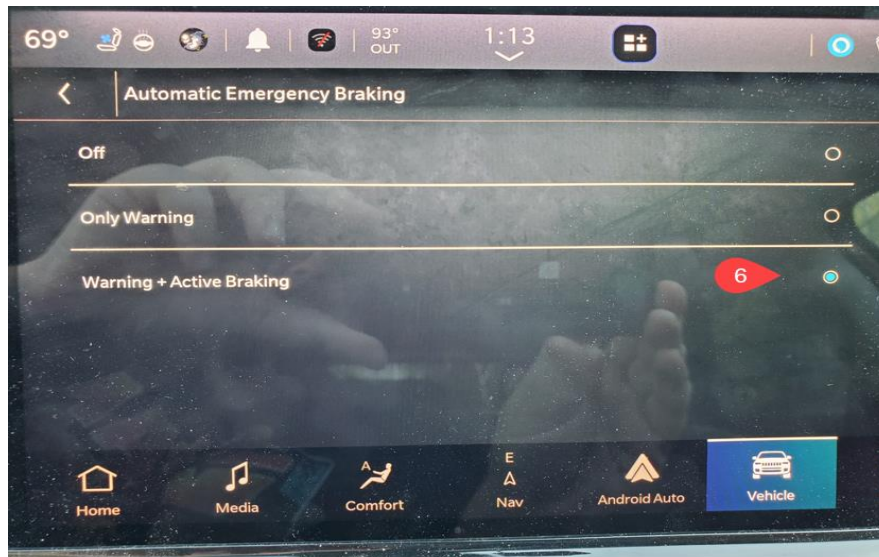 69° 93° OUT 1:13
Automatic Emergency Braking
Off
Only Warning
Warning + Active Braking 6
Home Media A Comfort E Nav Android Auto Vehicle